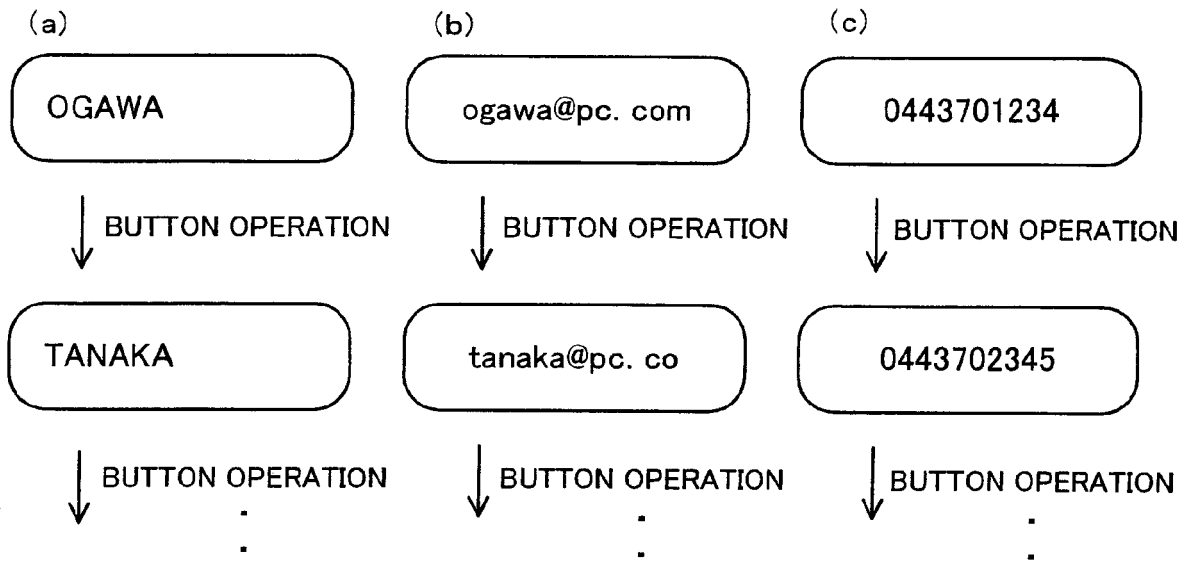 (a) (b) (c)
OGAWA ogawa@pc. com 0443701234
BUTTON OPERATION BUTTON OPERATION BUTTON OPERATION
TANAKA tanaka@pc. co 0443702345
BUTTON OPERATION BUTTON OPERATION BUTTON OPERATION